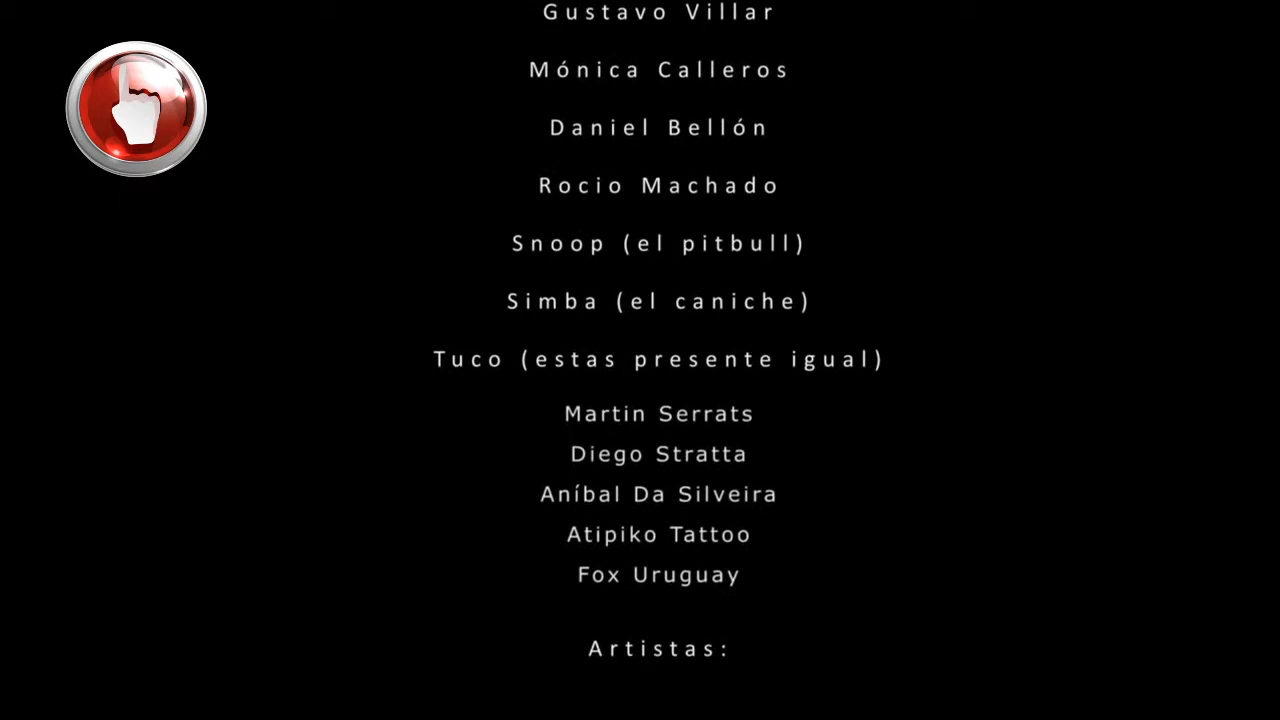 Gustavo Villar
Mónica Calleros
Daniel Bellón
Rocio Machado
Snoop (el pitbull)
Simba (el caniche)
Tuco (estas presente igual)
Martin Serrats
Diego Stratta
Aníbal Da Silveira
Atipiko Tattoo
Fox Uruguay
Artistas: